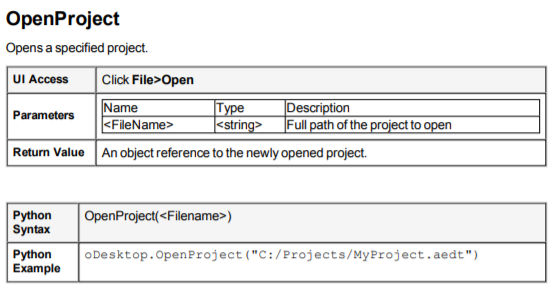 OpenProject
Opens a specified project.
UI Access Click File>Open
Parameters
Name Type Description
<FileName> <string> Full path of the project to open
Return Value An object reference to the newly opened project.
Python Syntax OpenProject(<Filename>)
Python Example oDesktop.OpenProject("C:/Projects/MyProject.aedt")